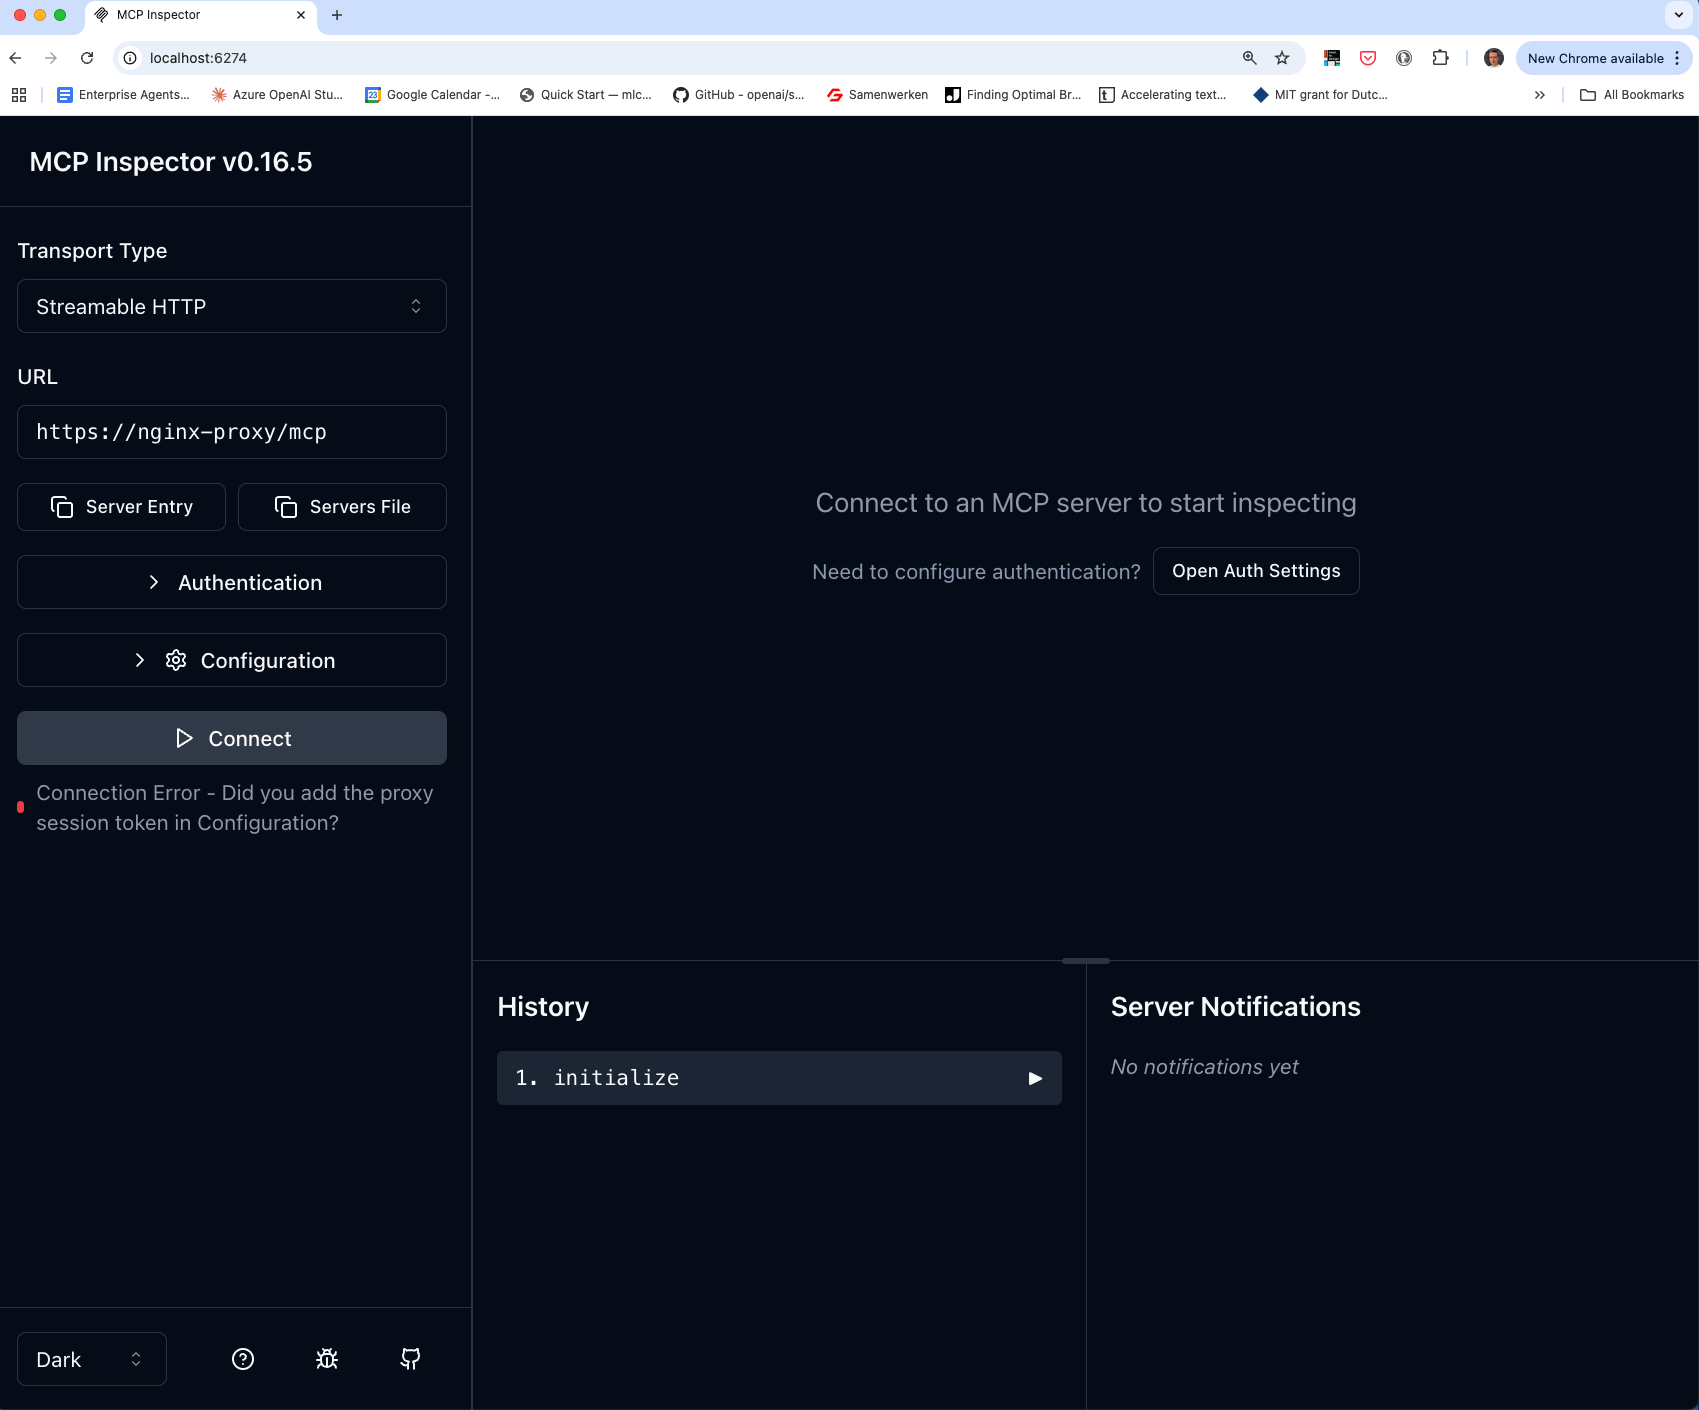 MCP Inspector
localhost:6274
New Chrome available
Enterprise Agents...
Azure OpenAI Stu...
23
Google Calendar -...
Quick Start — mlc...
GitHub - openai/s...
Samenwerken
Finding Optimal Br...
t
Accelerating text...
MIT grant for Dutc...
All Bookmarks
MCP Inspector v0.16.5
Transport Type
Streamable HTTP
URL
https://nginx-proxy/mcp
Server Entry
Servers File
Authentication
Configuration
Connect
Connection Error - Did you add the proxy
session token in Configuration?
Dark
Connect to an MCP server to start inspecting
Need to configure authentication?
Open Auth Settings
History
1. initialize
Server Notifications
No notifications yet